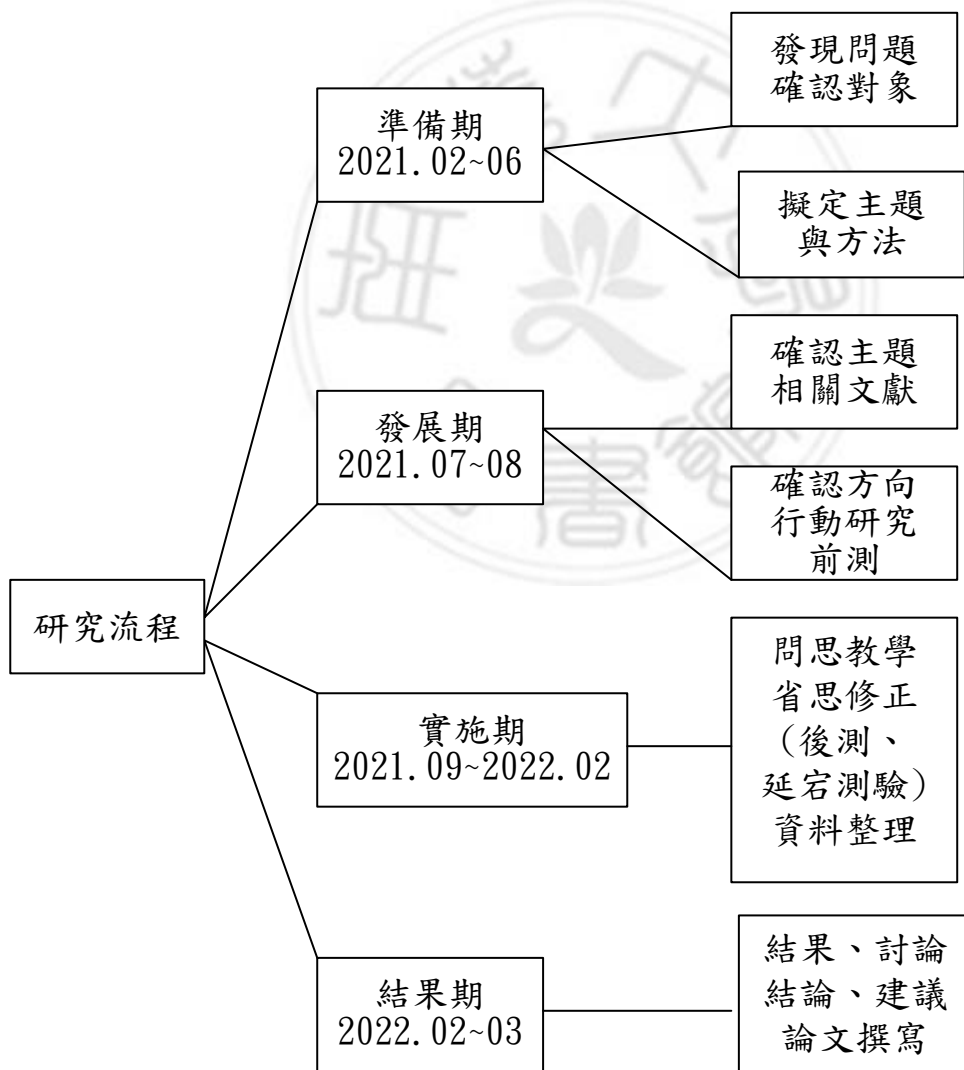 研究流程
準備期
2021.02~06
發現問題
確認對象
擬定主題
與方法
發展期
2021.07~08
確認主題
相關文獻
確認方向
行動研究
前測
實施期
2021.09~2022.02
問思教學
省思修正
（後測、
延宕測驗）
資料整理
結果期
2022.02~03
結果、討論
結論、建議
論文撰寫